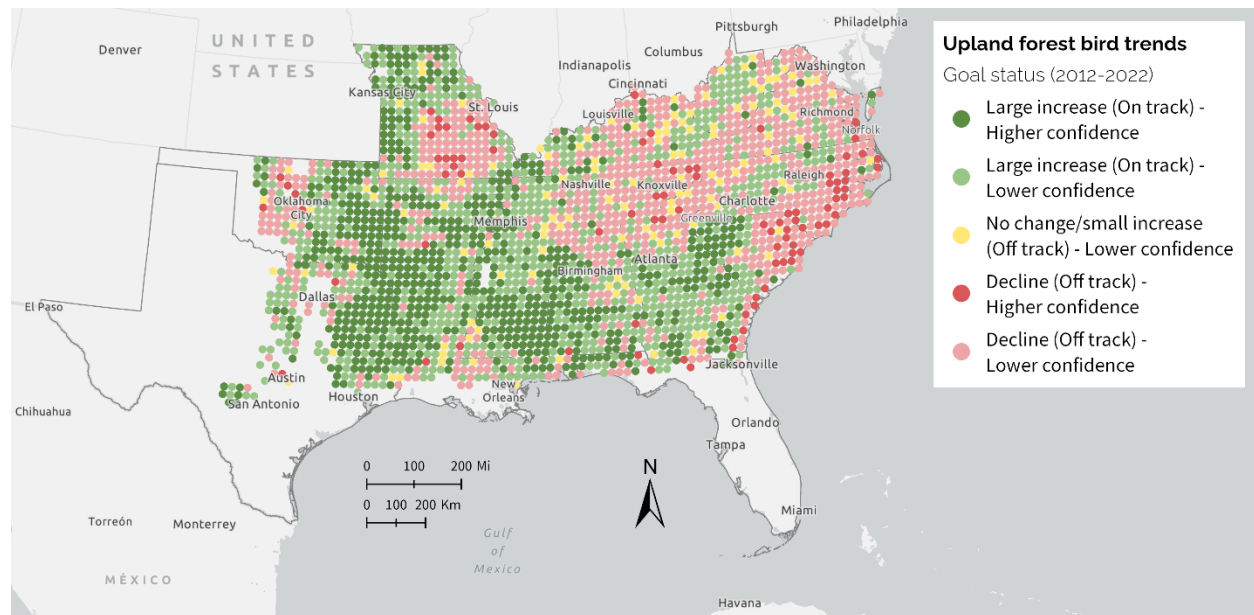 Pittsburgh
Philadelphia
Denver
UNITED
STATES
Columbus
Indianapolis
Washington
Cincinnati
Kansas City
St. Louis
Louisville
Richmond
Norfolk
Nashville
Knoxville
Raleigh
Oklahoma
City
Memphis
Charlotte
Greenville
Atlanta
Birmingham
Dallas
El Paso
Jacksonville
Austin
New
Orleans
Houston
San Antonio
Chihuahua
Orlando
Tampa
Miami
Torreón
Monterrey
Gulf
of
Mexico
MÉXICO
Havana
0 100 200 Mi
0 100 200 Km
N
Upland forest bird trends
Goal status (2012-2022)
Large increase (On track) -
Higher confidence
Large increase (On track) -
Lower confidence
No change/small increase
(Off track) - Lower confidence
Decline (Off track) -
Higher confidence
Decline (Off track) -
Lower confidence